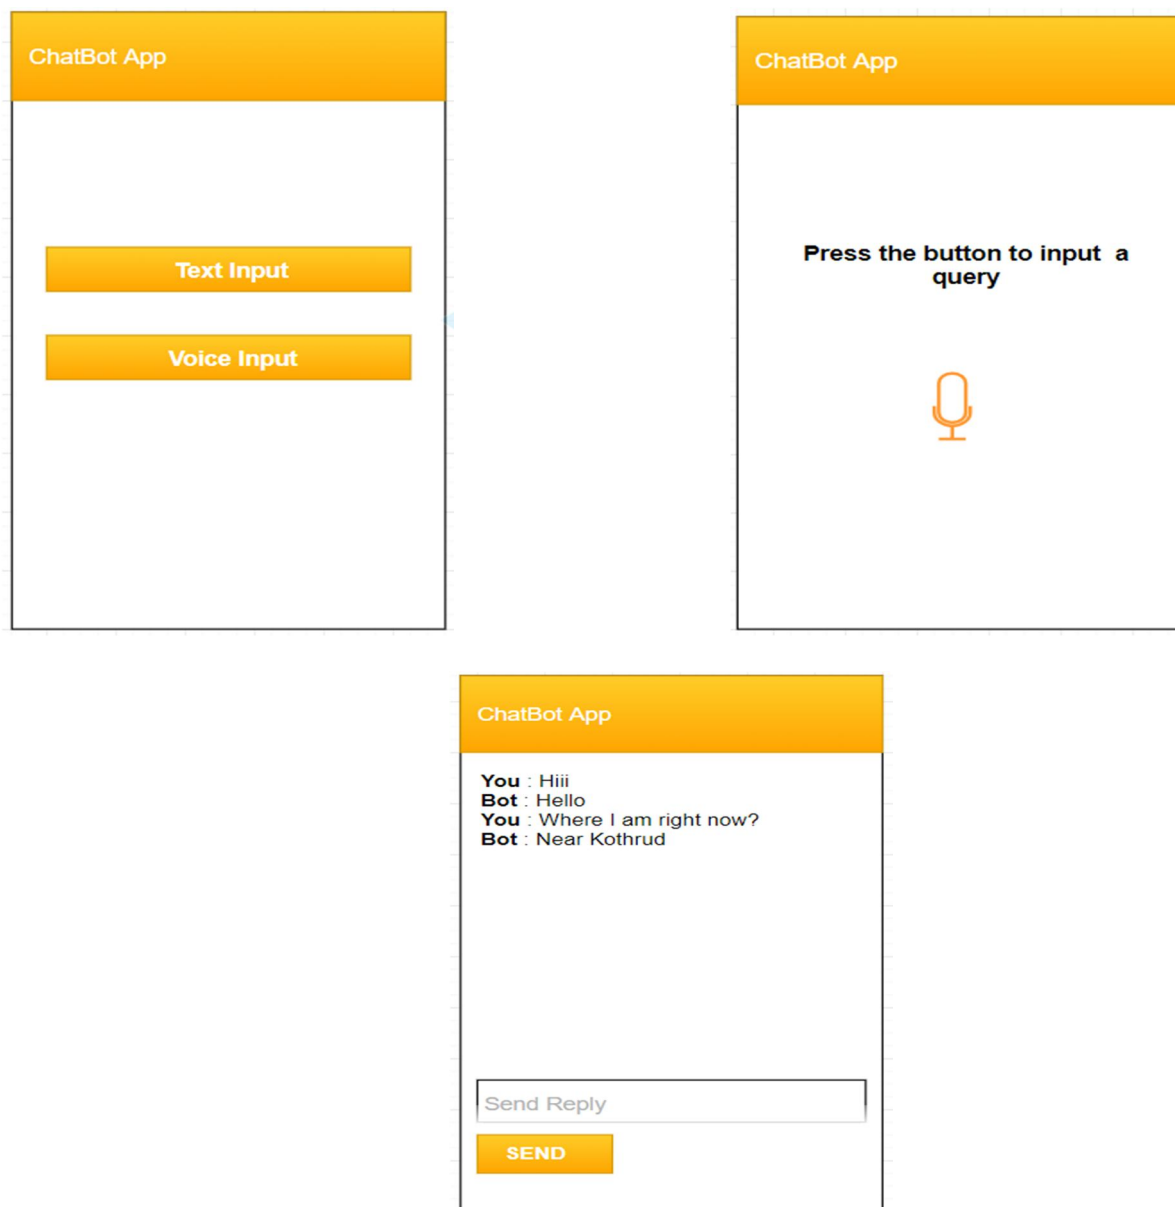 ChatBot App
Text Input
Voice Input
ChatBot App
Press the button to input a
query
ChatBot App
You : Hiii
Bot : Hello
You : Where I am right now?
Bot : Near Kothrud
Send Reply
SEND